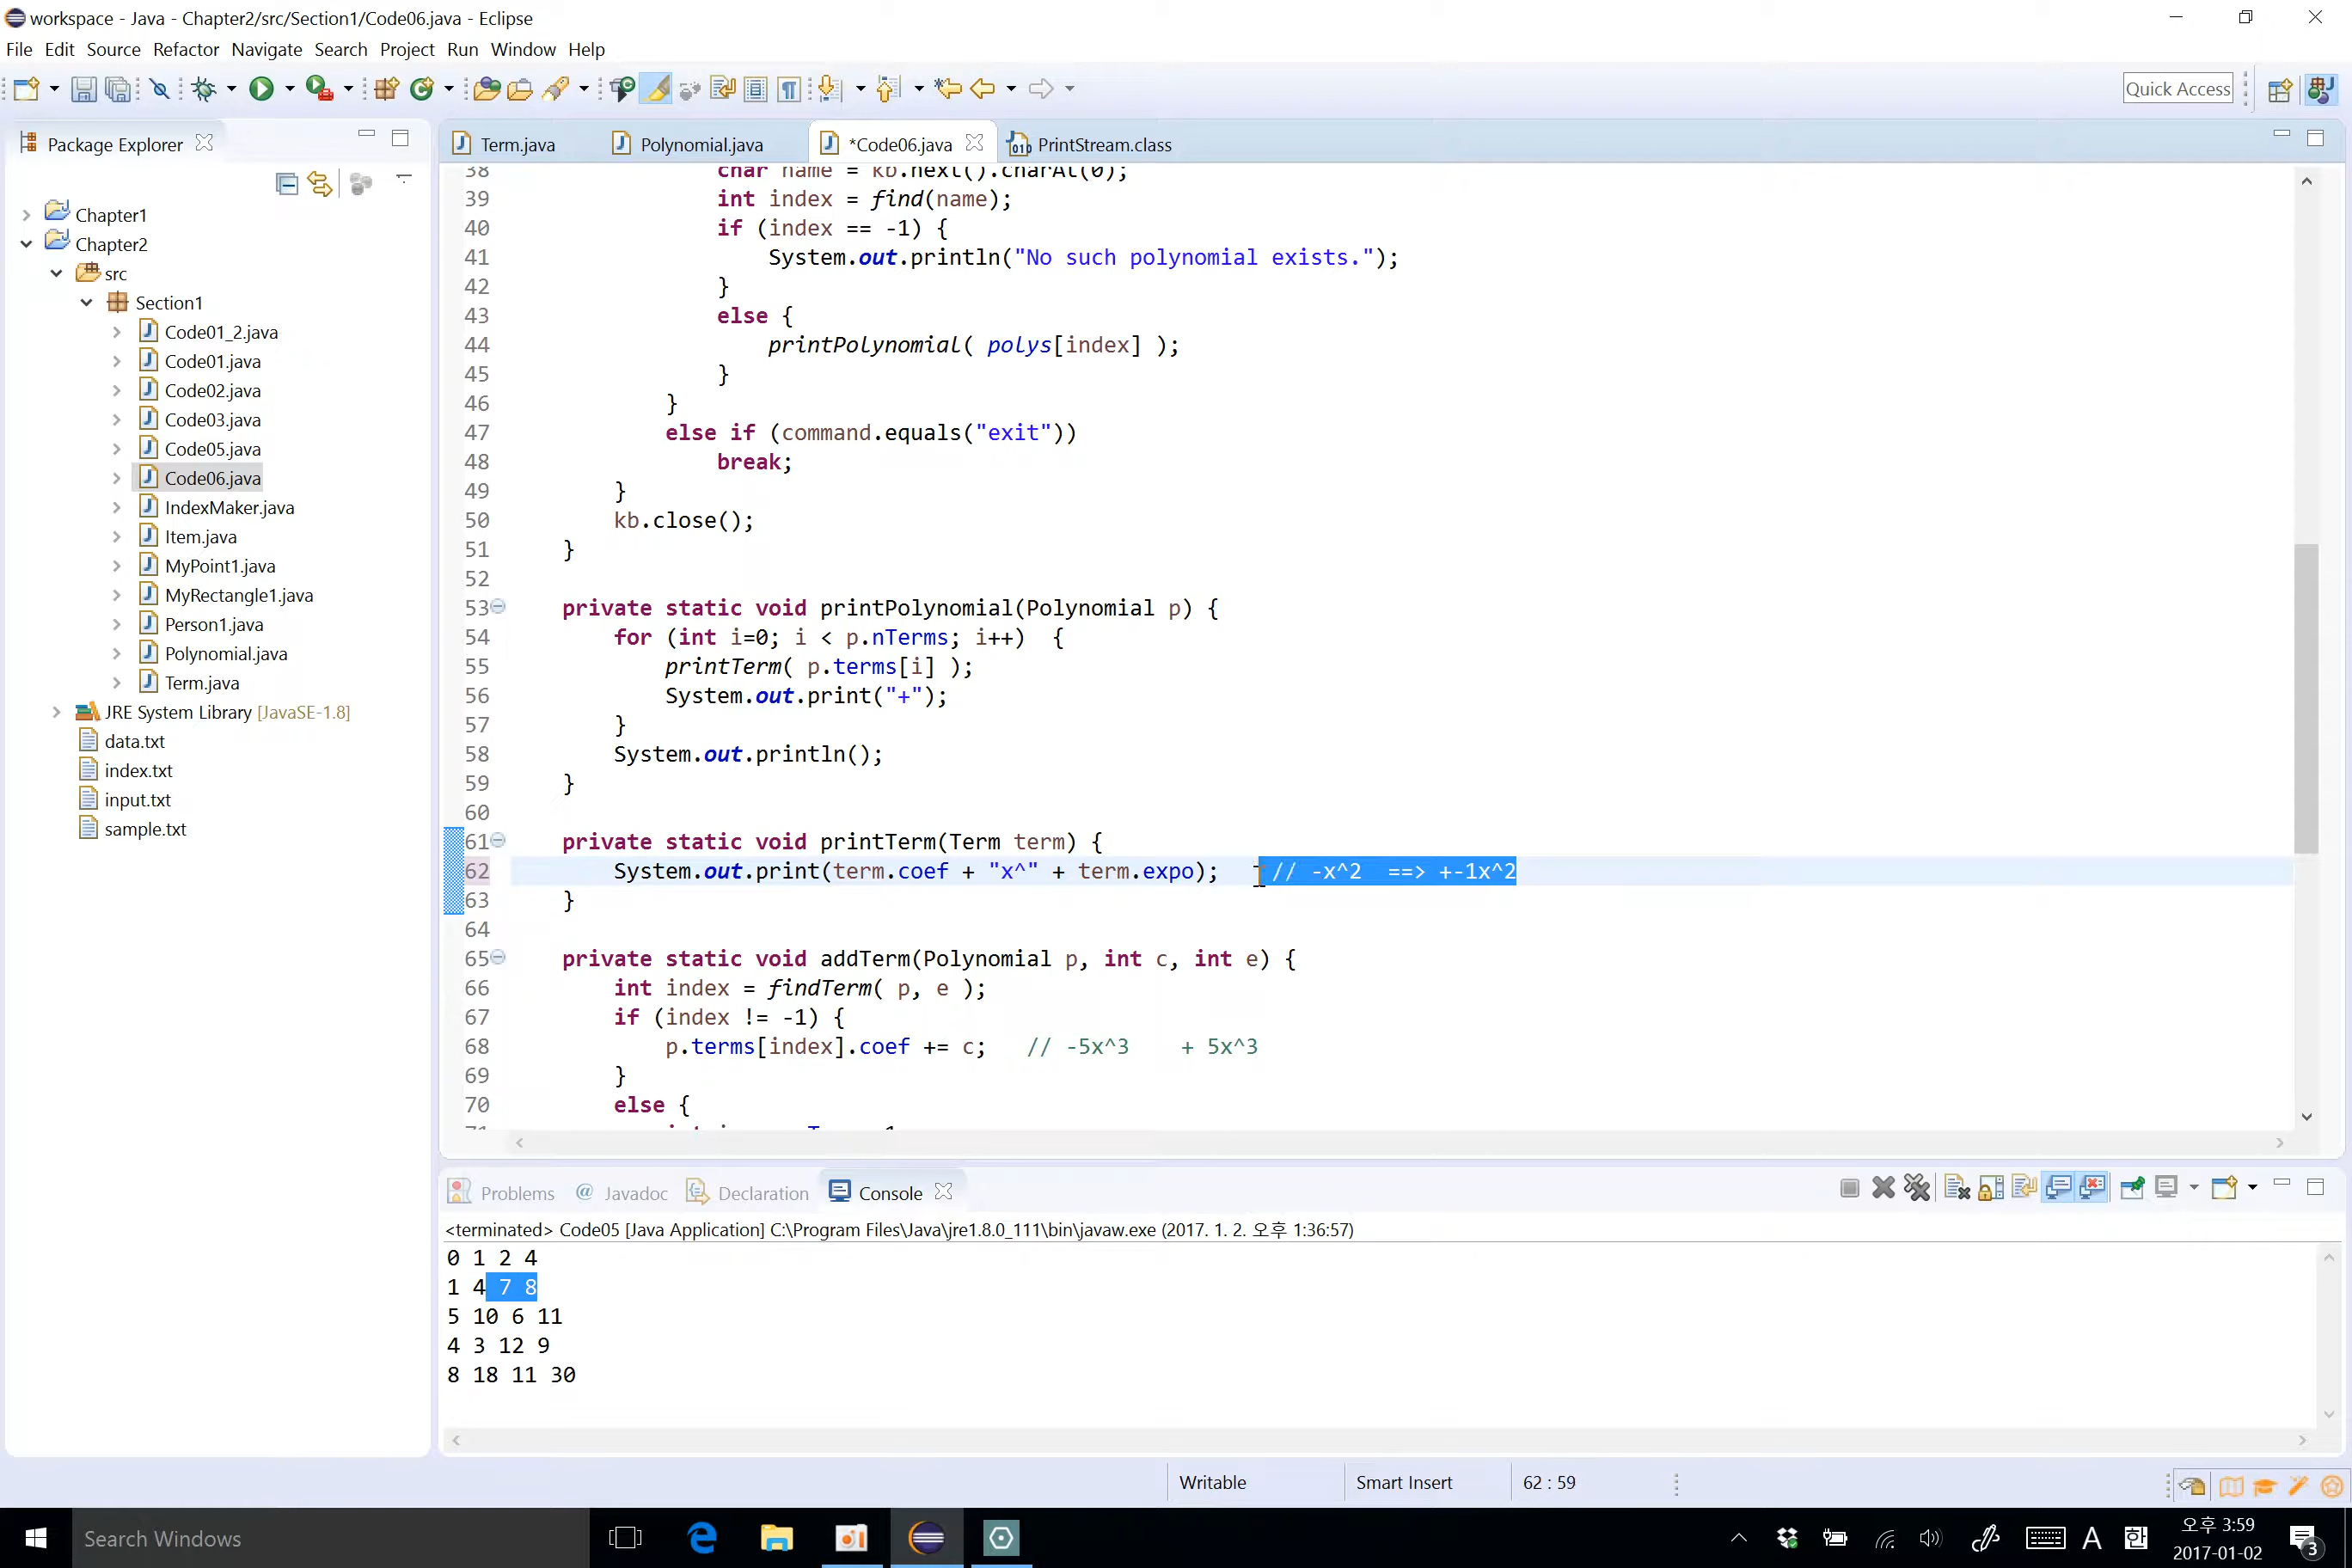 workspace - Java - Chapter2/src/Section1/Code06.java - Eclipse
File Edit Source Refactor Navigate Search Project Run Window Help
Quick Access
Package Explorer
Term.java Polynomial.java *Code06.java PrintStream.class
Chapter1
Chapter2
src
Section1
Code01_2.java
Code01.java
Code02.java
Code03.java
Code05.java
Code06.java
IndexMaker.java
Item.java
MyPoint1.java
MyRectangle1.java
Person1.java
Polynomial.java
Term.java
JRE System Library [JavaSE-1.8]
data.txt
index.txt
input.txt
sample.txt
38 char name = kb.next().charAt(0);
39 int index = find(name);
40 if (index == -1) {
41 System.out.println("No such polynomial exists.");
42 }
43 else {
44 printPolynomial( polys[index] );
45 }
46 }
47 else if (command.equals("exit"))
48 break;
49 }
50 kb.close();
51 }
52
53 private static void printPolynomial(Polynomial p) {
54 for (int i=0; i < p.nTerms; i++)  {
55 printTerm( p.terms[i] );
56 System.out.print("+");
57 }
58 System.out.println();
59 }
60
61 private static void printTerm(Term term) {
62 System.out.print(term.coef + "x^" + term.expo);   // -x^2  ==> +-1x^2
63 }
64
65 private static void addTerm(Polynomial p, int c, int e) {
66 int index = findTerm( p, e );
67 if (index != -1) {
68 p.terms[index].coef += c;   // -5x^3    + 5x^3
69 }
70 else {
Problems @ Javadoc Declaration Console
<terminated> Code05 [Java Application] C:\Program Files\Java\jre1.8.0_111\bin\javaw.exe (2017. 1. 2. 오후 1:36:57)
0 1 2 4
1 4 7 8
5 10 6 11
4 3 12 9
8 18 11 30
Writable Smart Insert 62 : 59
Search Windows
A 한
오후 3:59
2017-01-02
3